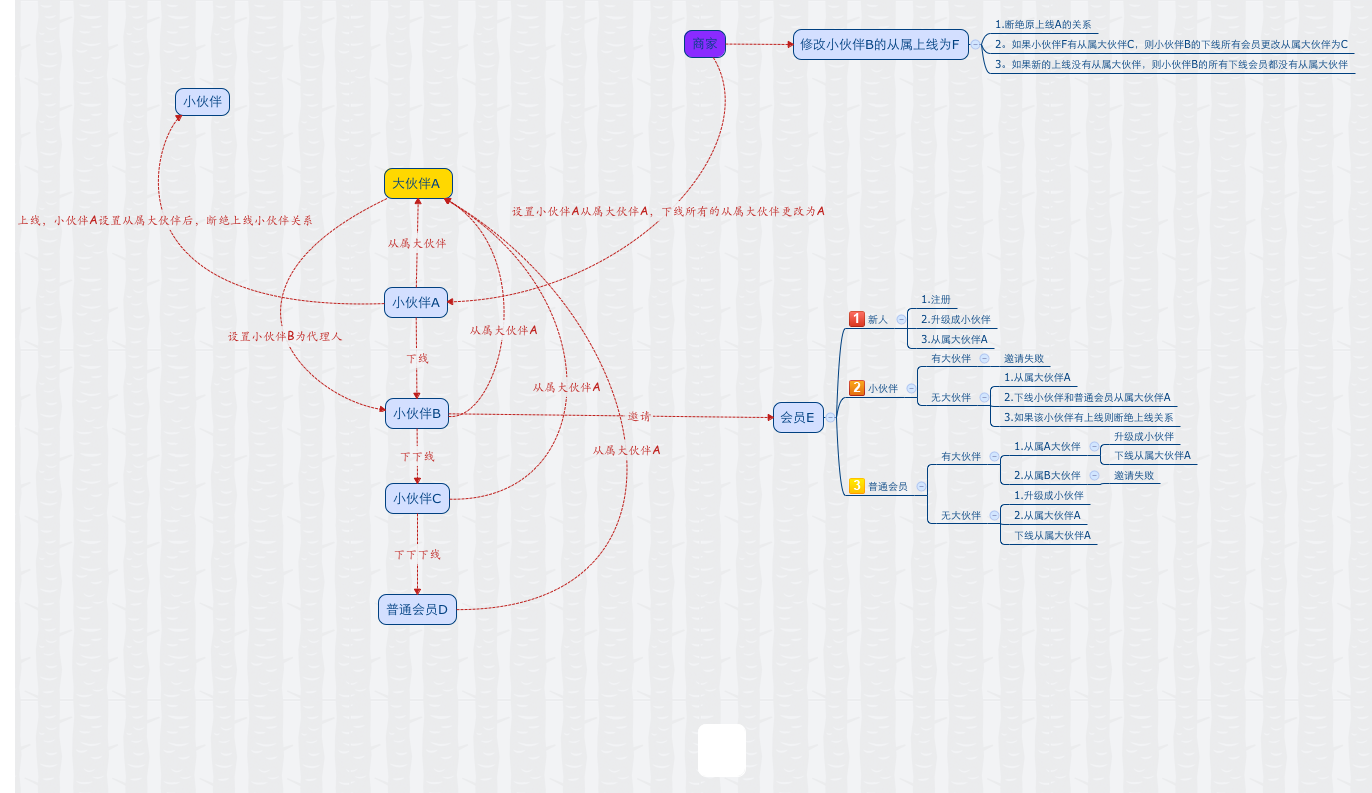 商家
修改小伙伴B的从属上线为F
1.断绝原上线A的关系
2。如果小伙伴F有从属大伙伴C，则小伙伴B的下线所有会员更改从属大伙伴为C
3。如果新的上线没有从属大伙伴，则小伙伴B的所有下线会员都没有从属大伙伴
小伙伴
大伙伴A
上线，小伙伴A设置从属大伙伴后，断绝上线小伙伴关系
设置小伙伴A从属大伙伴A，下线所有的从属大伙伴更改为A
从属大伙伴
小伙伴A
设置小伙伴B为代理人
从属大伙伴A
下线
从属大伙伴A
小伙伴B
邀请
从属大伙伴A
下下线
小伙伴C
下下下线
普通会员D
会员E
1 新人
1.注册
2.升级成小伙伴
3.从属大伙伴A
2 小伙伴
有大伙伴
邀请失败
无大伙伴
1.从属大伙伴A
2.下线小伙伴和普通会员从属大伙伴A
3.如果该小伙伴有上线则断绝上线关系
3 普通会员
有大伙伴
1.从属A大伙伴
升级成小伙伴
下线从属大伙伴A
2.从属B大伙伴
邀请失败
无大伙伴
1.升级成小伙伴
2.从属大伙伴A
下线从属大伙伴A